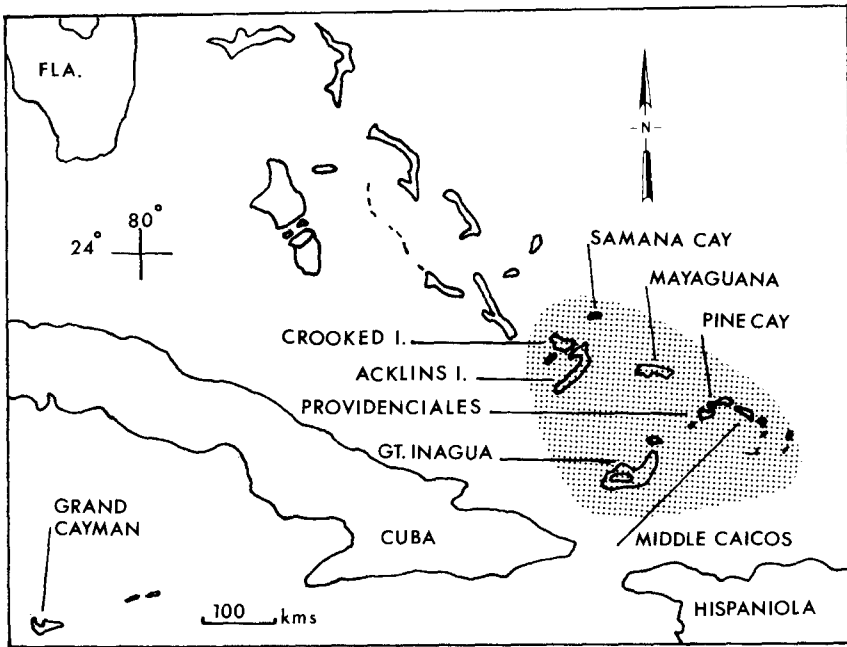 FLA.
N
80°
24°
SAMANA CAY
MAYAGUANA
PINE CAY
CROOKED I.
ACKLINS I.
PROVIDENCIALES
GT. INAGUA
GRAND
CAYMAN
CUBA
MIDDLE CAICOS
HISPANIOLA
100 kms